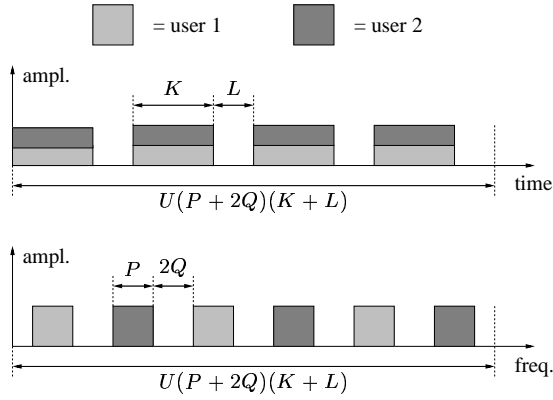 = user 1
= user 2
ampl.
K
L
time
U(P + 2Q)(K + L)
ampl.
P
2Q
freq.
U(P + 2Q)(K + L)